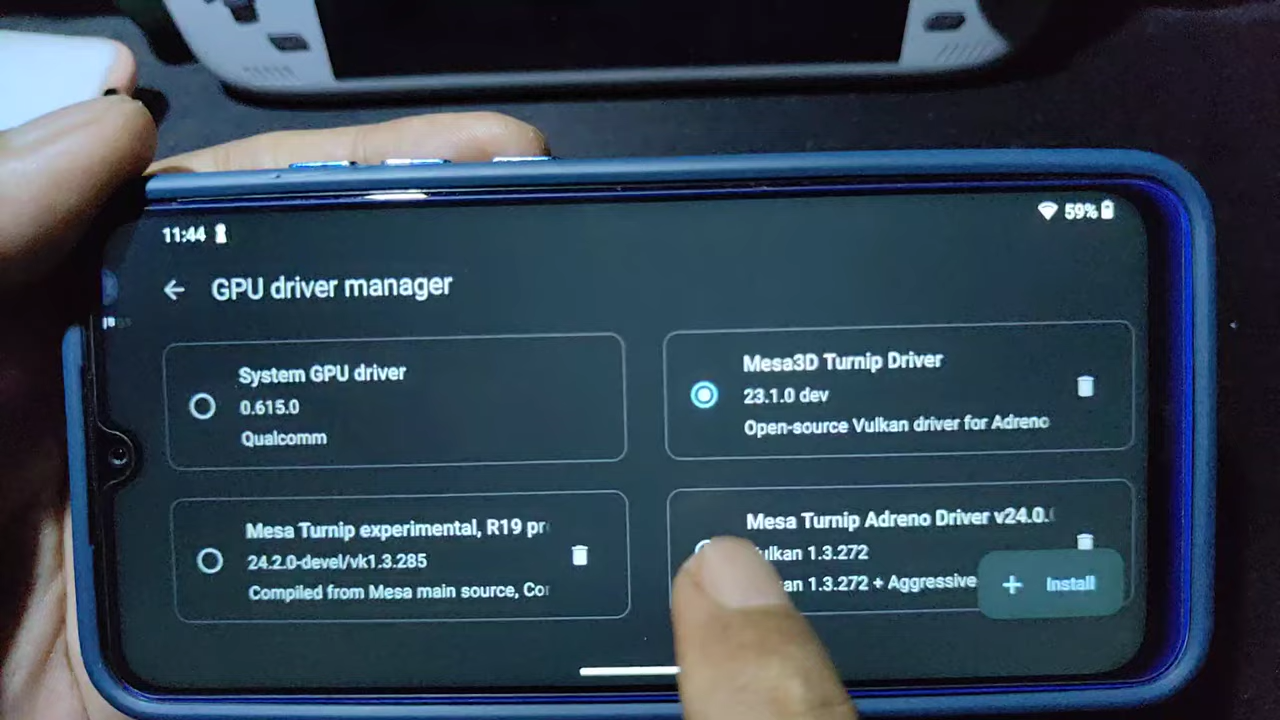 11:44
59%
GPU driver manager
System GPU driver
0.615.0
Qualcomm
Mesa3D Turnip Driver
23.1.0 dev
Open-source Vulkan driver for Adreno
Mesa Turnip experimental, R19 pr
24.2.0-devel/vk1.3.285
Compiled from Mesa main source, Co
Mesa Turnip Adreno Driver v24.0.
ulkan 1.3.272
an 1.3.272 + Aggressive
+ Install